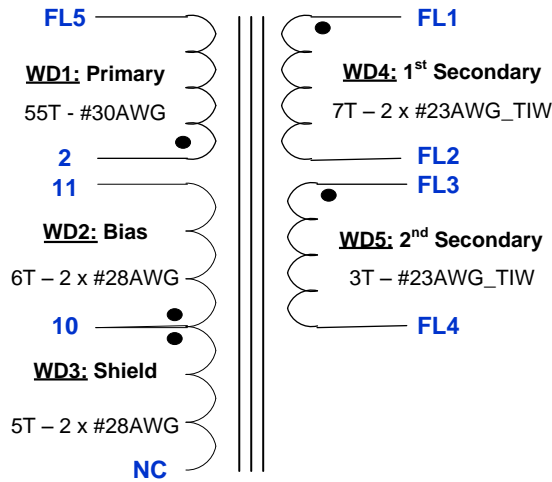 FL5
WD1: Primary
55T - #30AWG
2
11
WD2: Bias
6T – 2 x #28AWG
10
WD3: Shield
5T – 2 x #28AWG
NC
FL1
WD4: 1st Secondary
7T – 2 x #23AWG_TIW
FL2
FL3
WD5: 2nd Secondary
3T – #23AWG_TIW
FL4